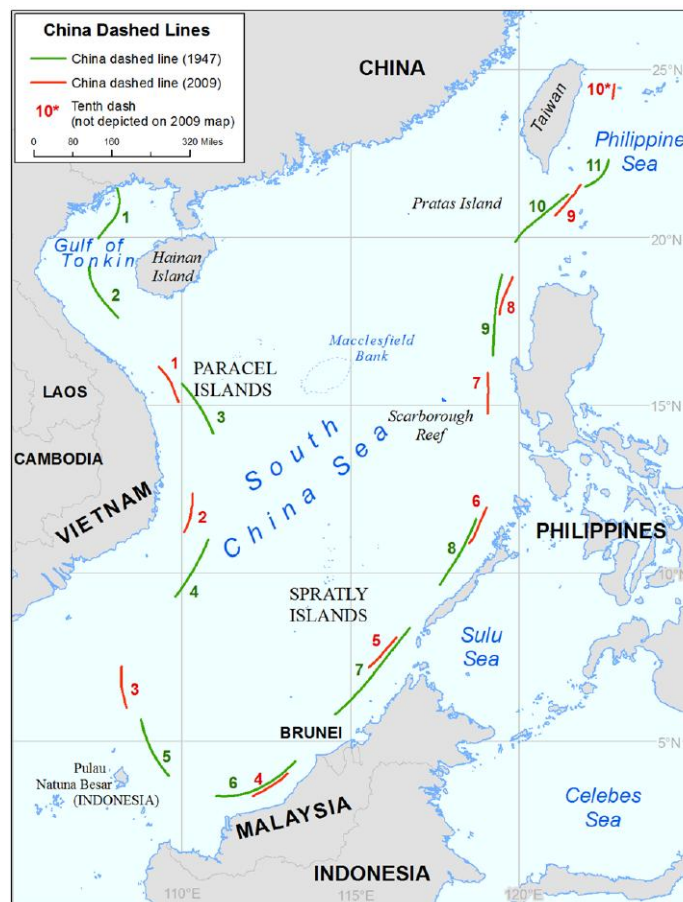 China Dashed Lines
China dashed line (1947)
China dashed line (2009)
10* Tenth dash
(not depicted on 2009 map)
0 80 160 320 Miles
CHINA
25°N
10*
Taiwan
Philippine
Sea
11
1
10
Pratas Island
9
Gulf of
Tonkin
20°N
Hainan
Island
2
8
9
Macclesfield
Bank
1
PARACEL
ISLANDS
7
LAOS
3
Scarborough
Reef
15°N
South
China Sea
CAMBODIA
VIETNAM
2
6
PHILIPPINES
8
4
10°N
SPRATLY
ISLANDS
5
7
Sulu
Sea
3
BRUNEI
5°N
5
Pulau
Natuna Besar
(INDONESIA)
6
4
MALAYSIA
Celebes
Sea
INDONESIA
110°E
115°E
120°E